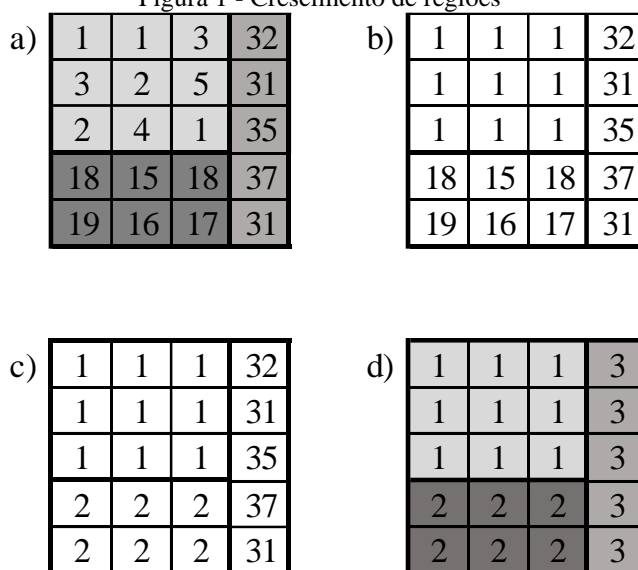 Figura 1 - Crescimento de regiões
a) 1 1 3 32
3 2 5 31
2 4 1 35
18 15 18 37
19 16 17 31
b) 1 1 1 32
1 1 1 31
1 1 1 35
18 15 18 37
19 16 17 31
c) 1 1 1 32
1 1 1 31
1 1 1 35
2 2 2 37
2 2 2 31
d) 1 1 1 3
1 1 1 3
1 1 1 3
2 2 2 3
2 2 2 3